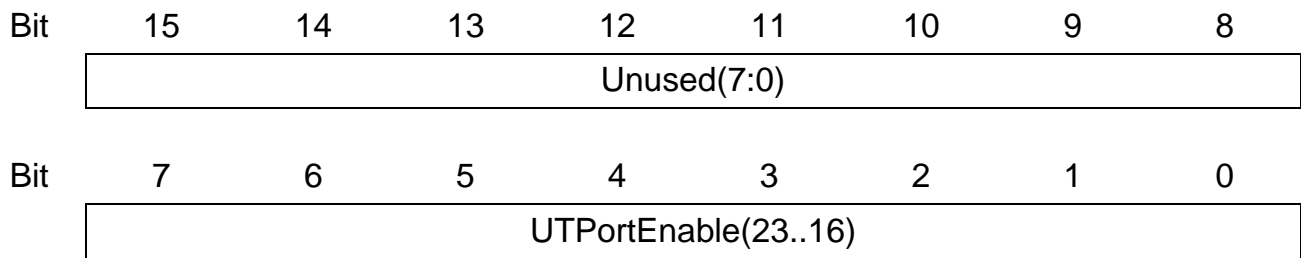 Bit 15 14 13 12 11 10 9 8
Unused(7:0)
Bit 7 6 5 4 3 2 1 0
UTPortEnable(23..16)